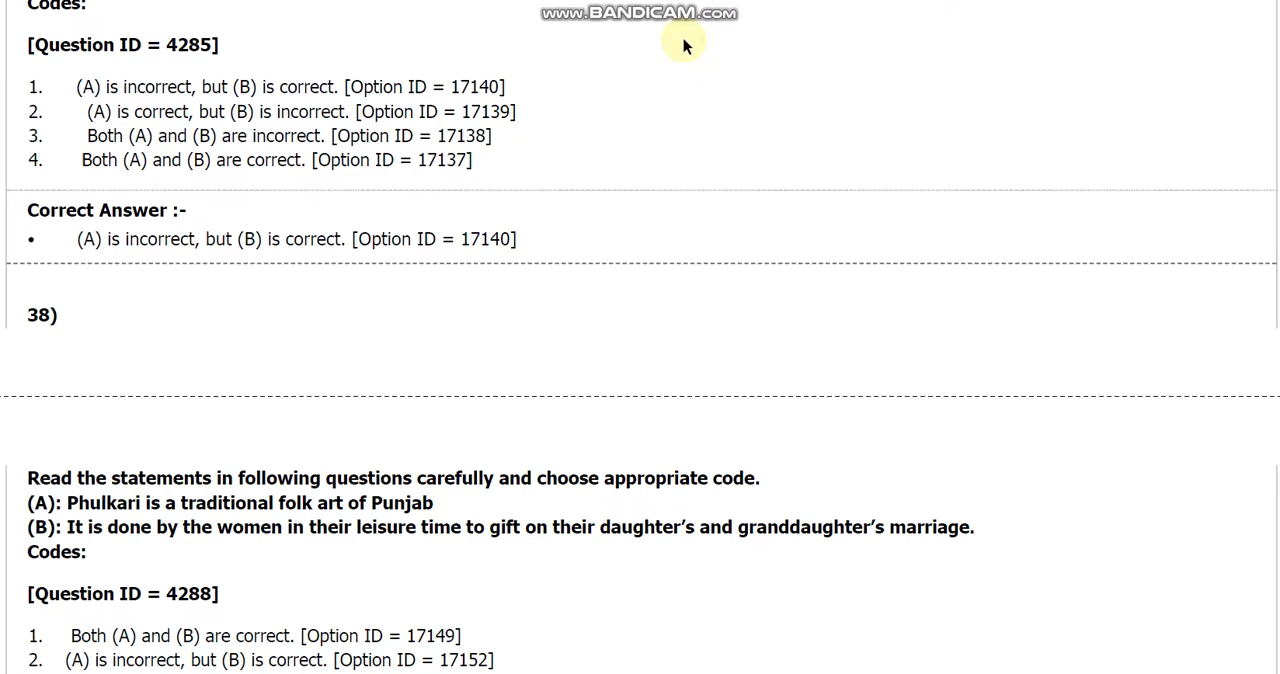 www.BANDICAM.com
Codes:
[Question ID = 4285]
1. (A) is incorrect, but (B) is correct. [Option ID = 17140]
2. (A) is correct, but (B) is incorrect. [Option ID = 17139]
3. Both (A) and (B) are incorrect. [Option ID = 17138]
4. Both (A) and (B) are correct. [Option ID = 17137]
Correct Answer :-
• (A) is incorrect, but (B) is correct. [Option ID = 17140]
38)
Read the statements in following questions carefully and choose appropriate code.
(A): Phulkari is a traditional folk art of Punjab
(B): It is done by the women in their leisure time to gift on their daughter’s and granddaughter’s marriage.
Codes:
[Question ID = 4288]
1. Both (A) and (B) are correct. [Option ID = 17149]
2. (A) is incorrect, but (B) is correct. [Option ID = 17152]